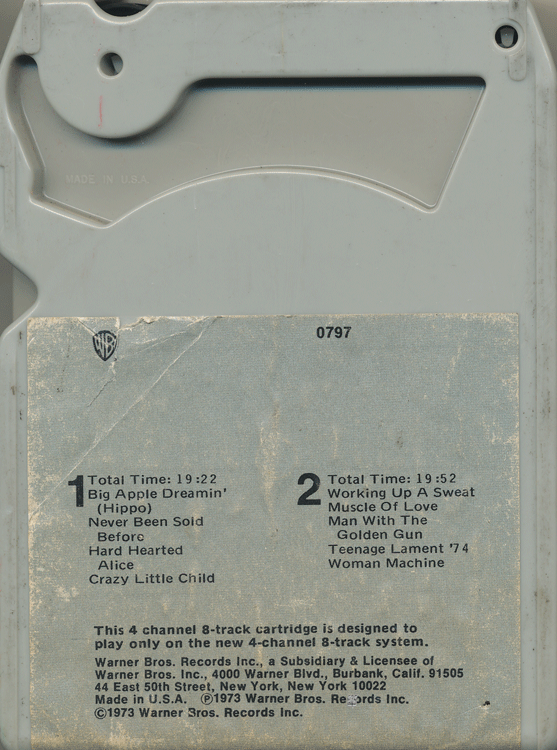 MADE IN U.S.A.
WB
0797
1 Total Time: 19:22
Big Apple Dreamin'
(Hippo)
Never Been Sold
Before
Hard Hearted
Alice
Crazy Little Child
2 Total Time: 19:52
Working Up A Sweat
Muscle Of Love
Man With The
Golden Gun
Teenage Lament '74
Woman Machine
This 4 channel 8-track cartridge is designed to
play only on the new 4-channel 8-track system.
Warner Bros. Records Inc., a Subsidiary & Licensee of
Warner Bros. Inc., 4000 Warner Blvd., Burbank, Calif. 91505
44 East 50th Street, New York, New York 10022
Made in U.S.A. ℗1973 Warner Bros. Records Inc.
©1973 Warner Bros. Records Inc.